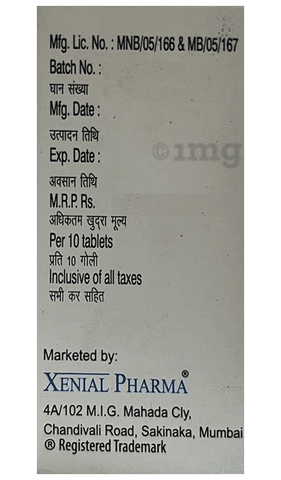 Mfg. Lic. No. : MNB/05/166 & MB/05/167
Batch No. :
घान संख्या
Mfg. Date :
उत्पादन तिथि
Exp. Date :
अवसान तिथि
M.R.P. Rs.
अधिकतम खुदरा मूल्य
Per 10 tablets
प्रति 10 गोली
Inclusive of all taxes
सभी कर सहित
©1mg
Marketed by:
XENIAL PHARMA®
4A/102 M.I.G. Mahada Cly,
Chandivali Road, Sakinaka, Mumbai
® Registered Trademark